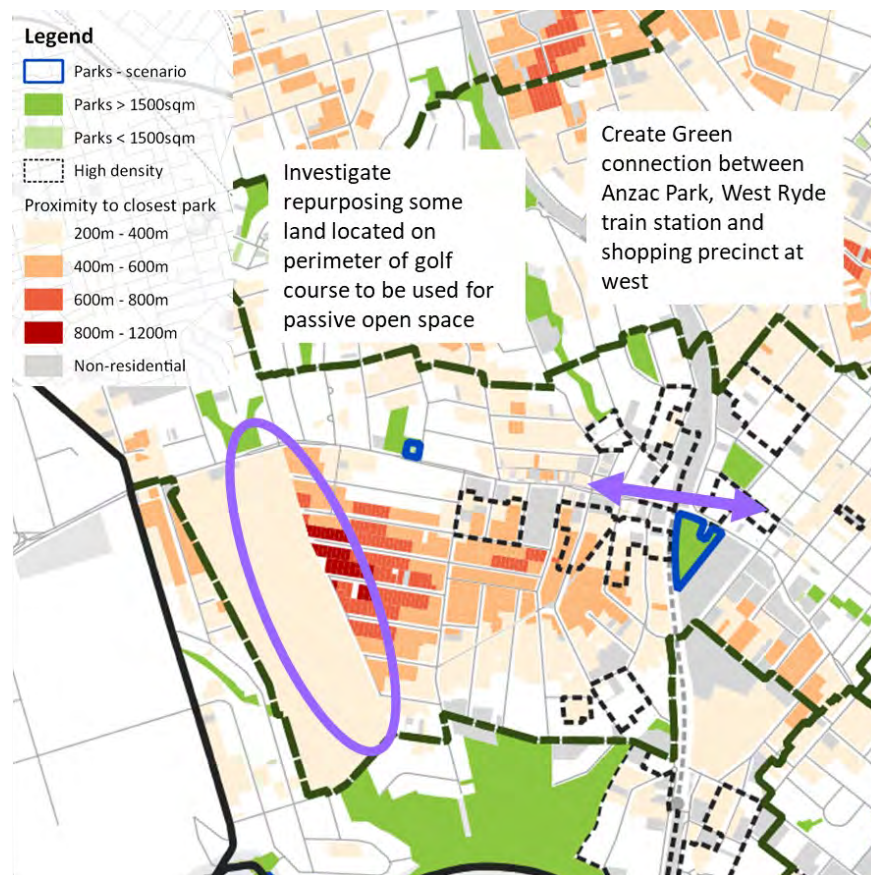 Legend
Parks - scenario
Parks > 1500sqm
Parks < 1500sqm
High density
Proximity to closest park
200m - 400m
400m - 600m
600m - 800m
800m - 1200m
Non-residential
Investigate
repurposing some
land located on
perimeter of golf
course to be used for
passive open space
Create Green
connection between
Anzac Park, West Ryde
train station and
shopping precinct at
west